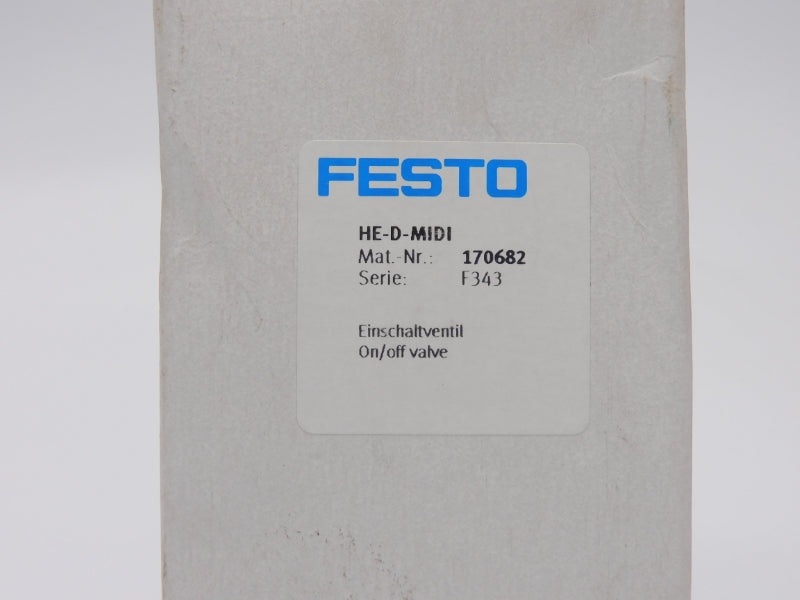 FESTO
HE-D-MIDI
Mat.-Nr.: 170682
Serie: F343
Einschaltventil
On/off valve